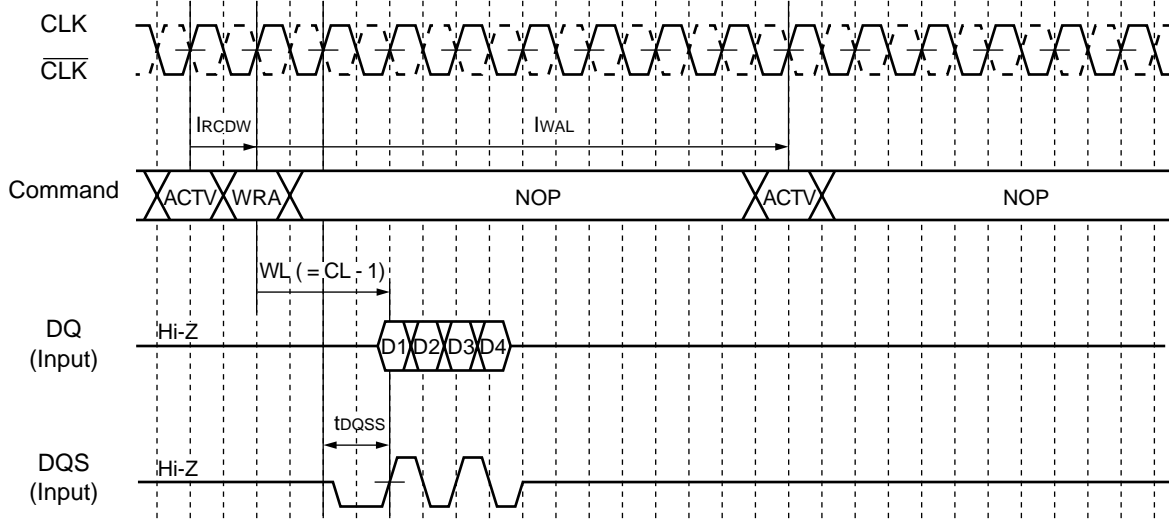 CLK
CLK
IRCDW
IWAL
Command
ACTV
WRA
NOP
ACTV
NOP
WL ( = CL - 1)
DQ
(Input)
Hi-Z
D1
D2
D3
D4
tDQSS
DQS
(Input)
Hi-Z